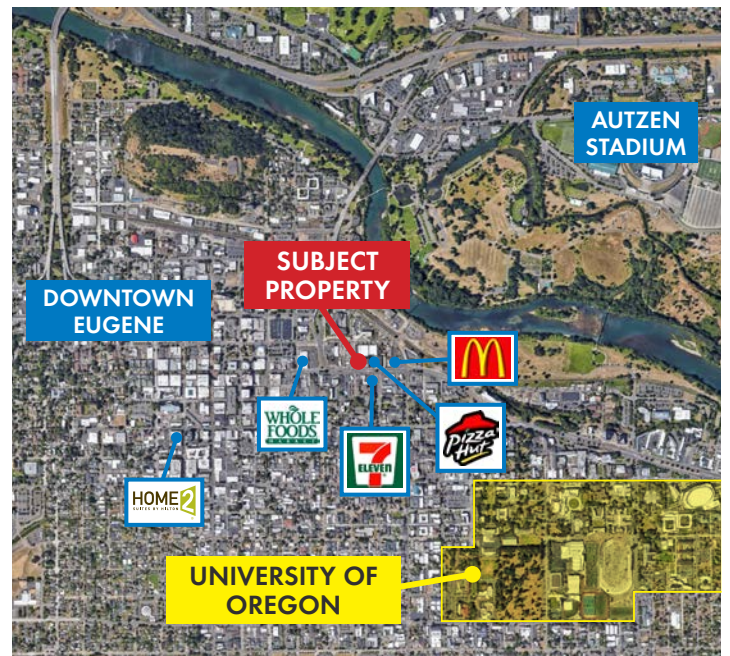 AUTZEN
STADIUM
SUBJECT
PROPERTY
DOWNTOWN
EUGENE
WHOLE
FOODS
MARKET
7
ELEVEN
Pizza
Hut
HOME2
SUITES BY HILTON
UNIVERSITY OF
OREGON